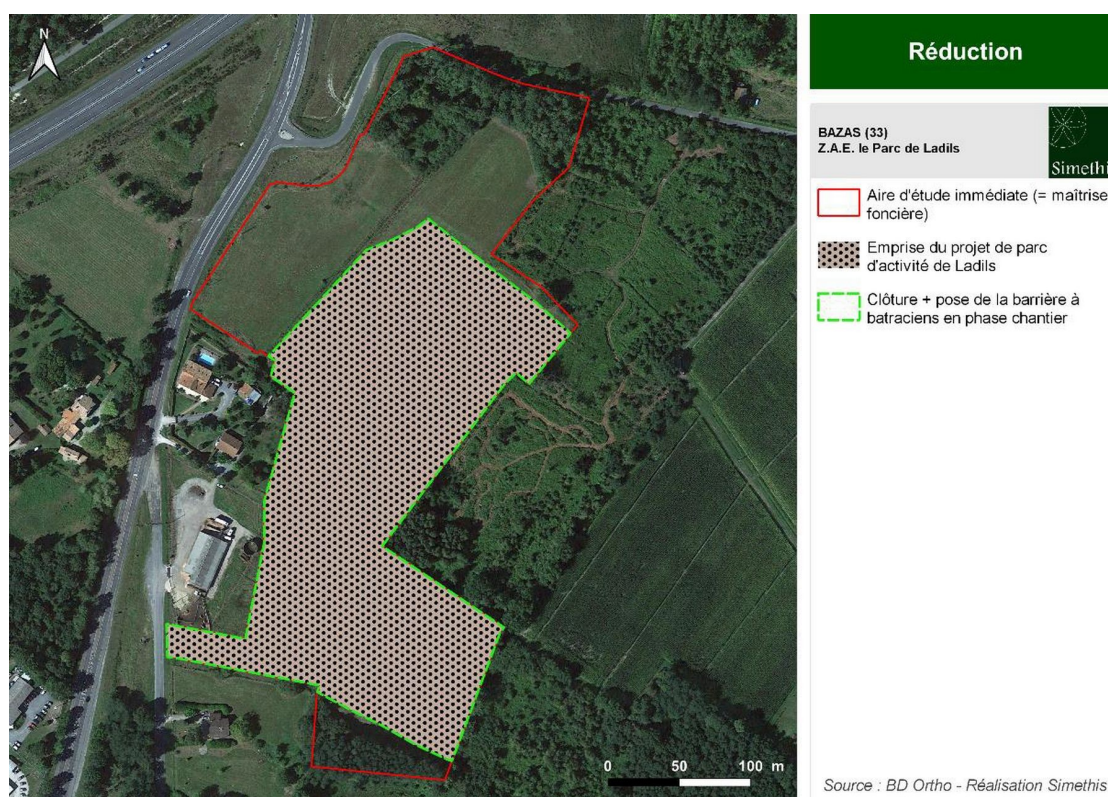 N
Réduction
BAZAS (33)
Z.A.E. le Parc de Ladils
Simethis
Aire d'étude immédiate (= maîtrise
foncière)
Emprise du projet de parc
d'activité de Ladils
Clôture + pose de la barrière à
batraciens en phase chantier
0 50 100 m
Source : BD Ortho - Réalisation Simethis